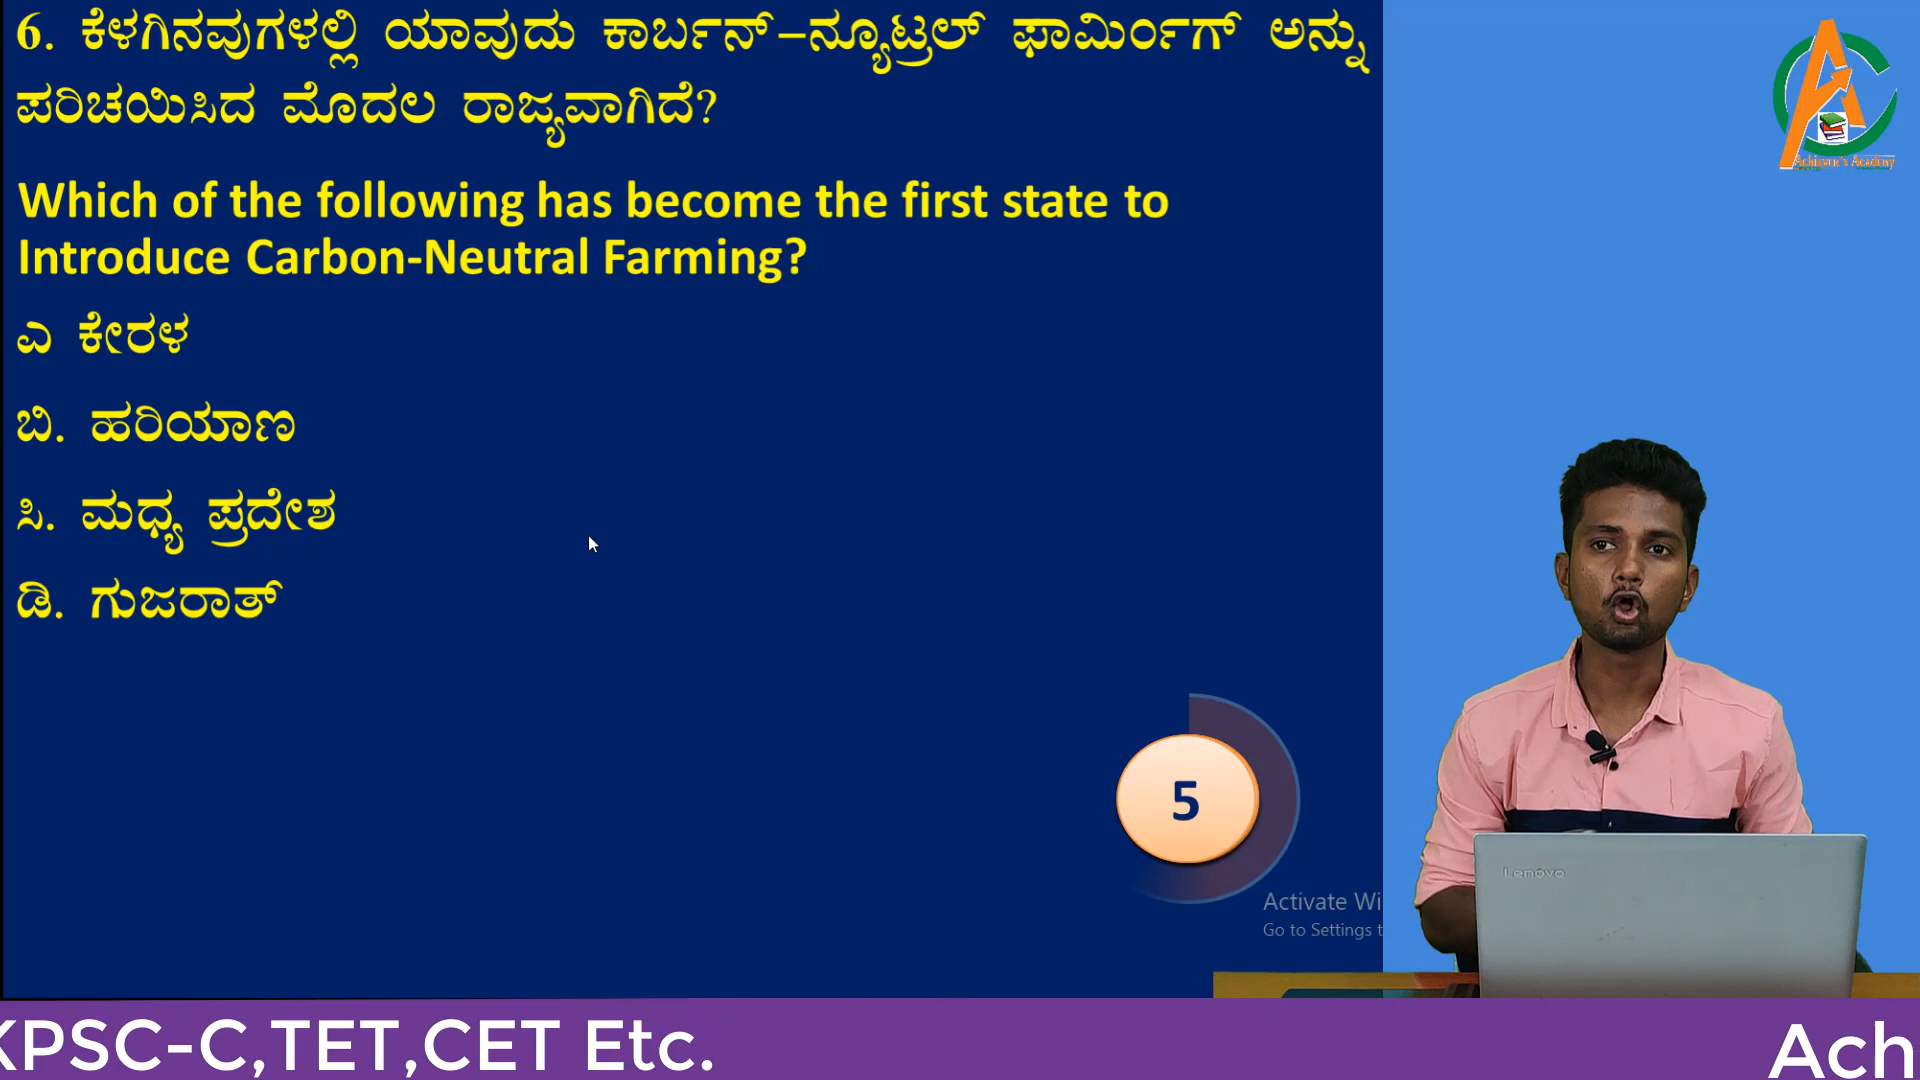 6. ಕೆಳಗಿನವುಗಳಲ್ಲಿ ಯಾವುದು ಕಾರ್ಬನ್-ನ್ಯೂಟ್ರಲ್ ಫಾರ್ಮಿಂಗ್ ಅನ್ನು
ಪರಿಚಯಿಸಿದ ಮೊದಲ ರಾಜ್ಯವಾಗಿದೆ?
Which of the following has become the first state to
Introduce Carbon-Neutral Farming?
ಎ ಕೇರಳ
ಬಿ. ಹರಿಯಾಣ
ಸಿ. ಮಧ್ಯ ಪ್ರದೇಶ
ಡಿ. ಗುಜರಾತ್
5
Activate Wi
Go to Settings t
Achiever's Academy
Lenovo
KPSC-C,TET,CET Etc.
Ach